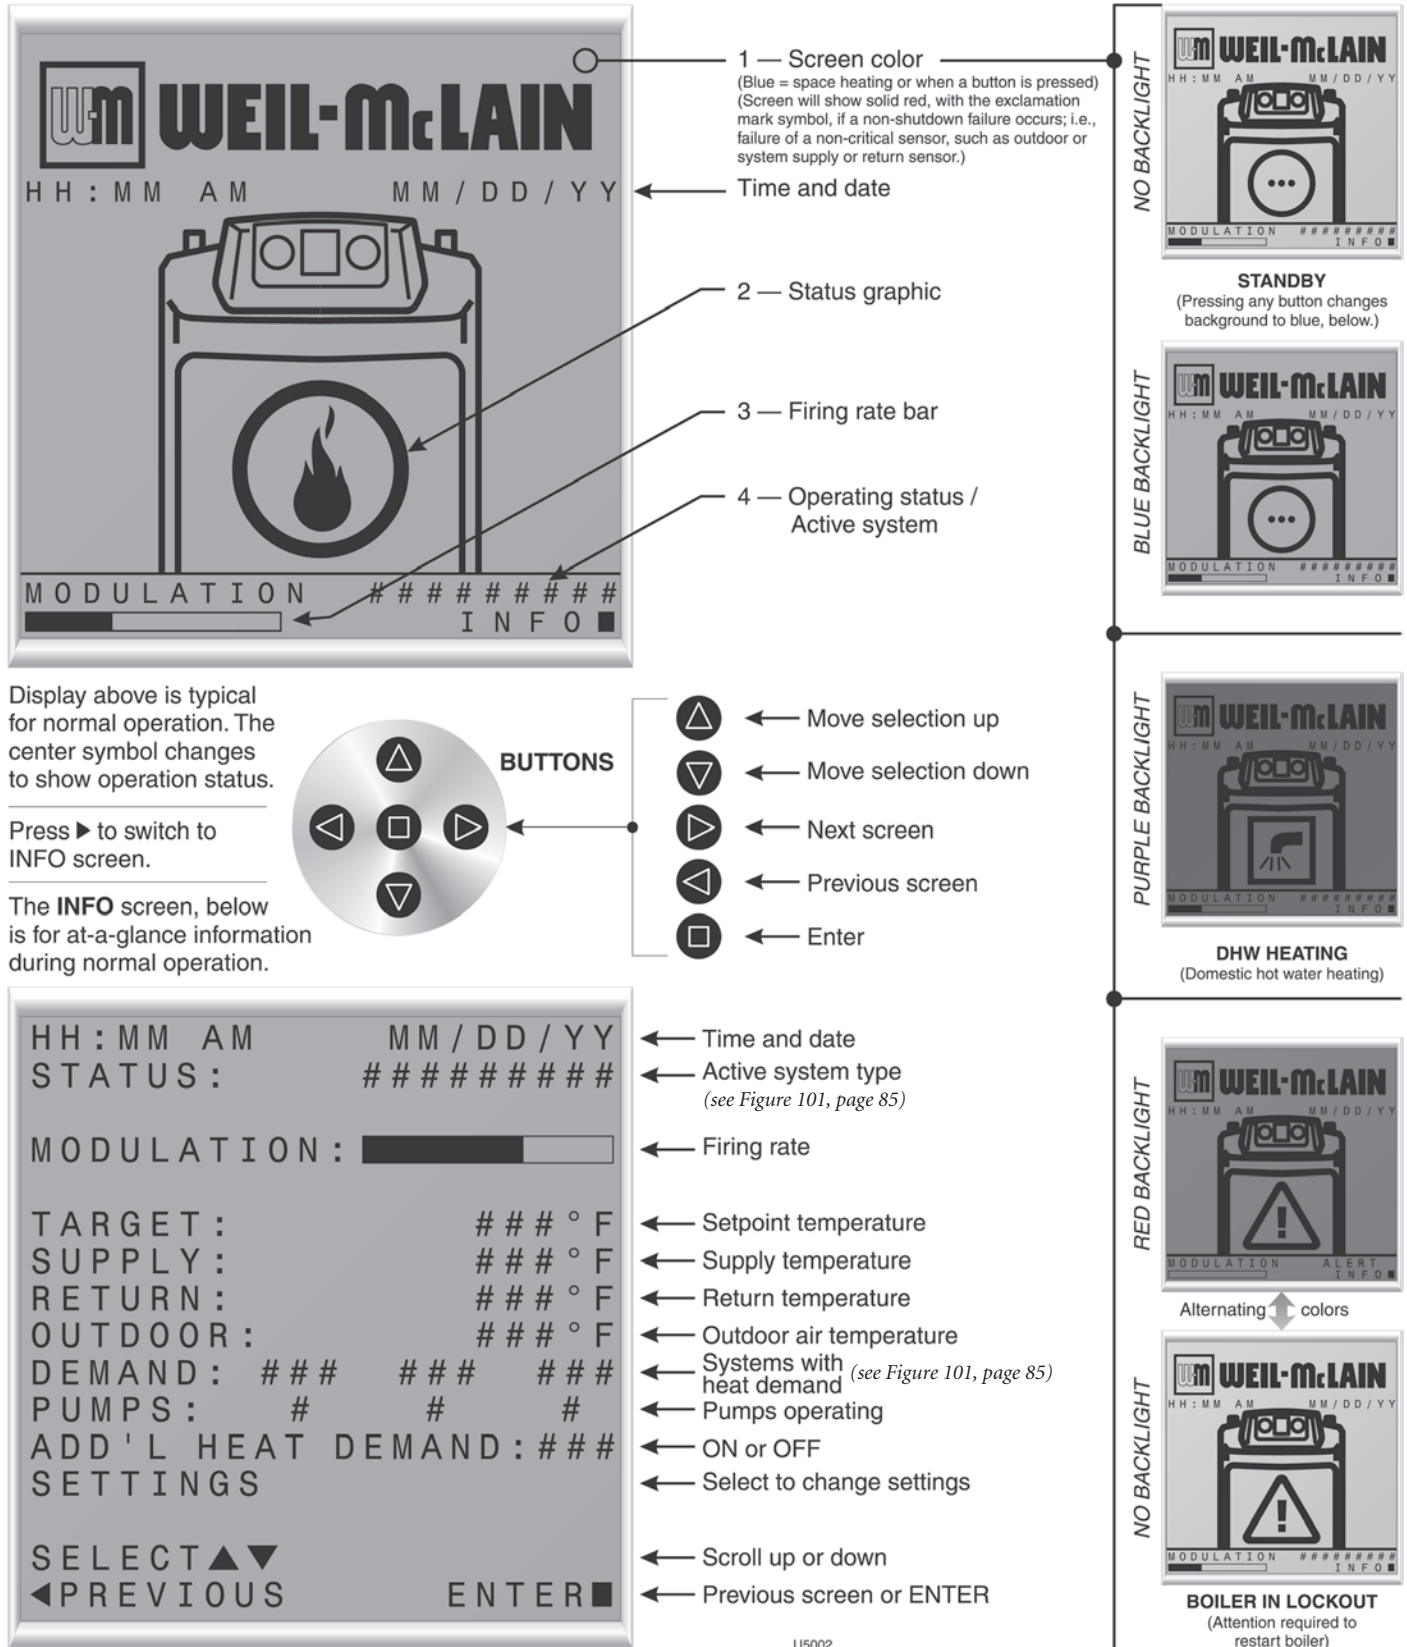 WM WEIL-McLAIN
HH:MM AM MM/DD/YY
MODULATION #########
INFO■
1 — Screen color
(Blue = space heating or when a button is pressed)
(Screen will show solid red, with the exclamation
mark symbol, if a non-shutdown failure occurs; i.e.,
failure of a non-critical sensor, such as outdoor or
system supply or return sensor.)
Time and date
2 — Status graphic
3 — Firing rate bar
4 — Operating status /
Active system
Display above is typical
for normal operation. The
center symbol changes
to show operation status.
Press ▶ to switch to
INFO screen.
The INFO screen, below
is for at-a-glance information
during normal operation.
BUTTONS
Move selection up
Move selection down
Next screen
Previous screen
Enter
HH:MM AM MM/DD/YY
STATUS: #########
MODULATION:
TARGET: ###°F
SUPPLY: ###°F
RETURN: ###°F
OUTDOOR: ###°F
DEMAND: ### ### ###
PUMPS: # # #
ADD'L HEAT DEMAND:###
SETTINGS
SELECT▲▼
◀PREVIOUS ENTER■
Time and date
Active system type
(see Figure 101, page 85)
Firing rate
Setpoint temperature
Supply temperature
Return temperature
Outdoor air temperature
Systems with
heat demand (see Figure 101, page 85)
Pumps operating
ON or OFF
Select to change settings
Scroll up or down
Previous screen or ENTER
U5002
NO BACKLIGHT
WM WEIL-McLAIN
HH:MM AM MM/DD/YY
MODULATION #########
INFO■
STANDBY
(Pressing any button changes
background to blue, below.)
BLUE BACKLIGHT
WM WEIL-McLAIN
HH:MM AM MM/DD/YY
MODULATION #########
INFO■
PURPLE BACKLIGHT
WM WEIL-McLAIN
HH:MM AM MM/DD/YY
MODULATION #########
INFO■
DHW HEATING
(Domestic hot water heating)
RED BACKLIGHT
WM WEIL-McLAIN
HH:MM AM MM/DD/YY
MODULATION ALERT
INFO■
Alternating colors
NO BACKLIGHT
WM WEIL-McLAIN
HH:MM AM MM/DD/YY
MODULATION #########
INFO■
BOILER IN LOCKOUT
(Attention required to
restart boiler)